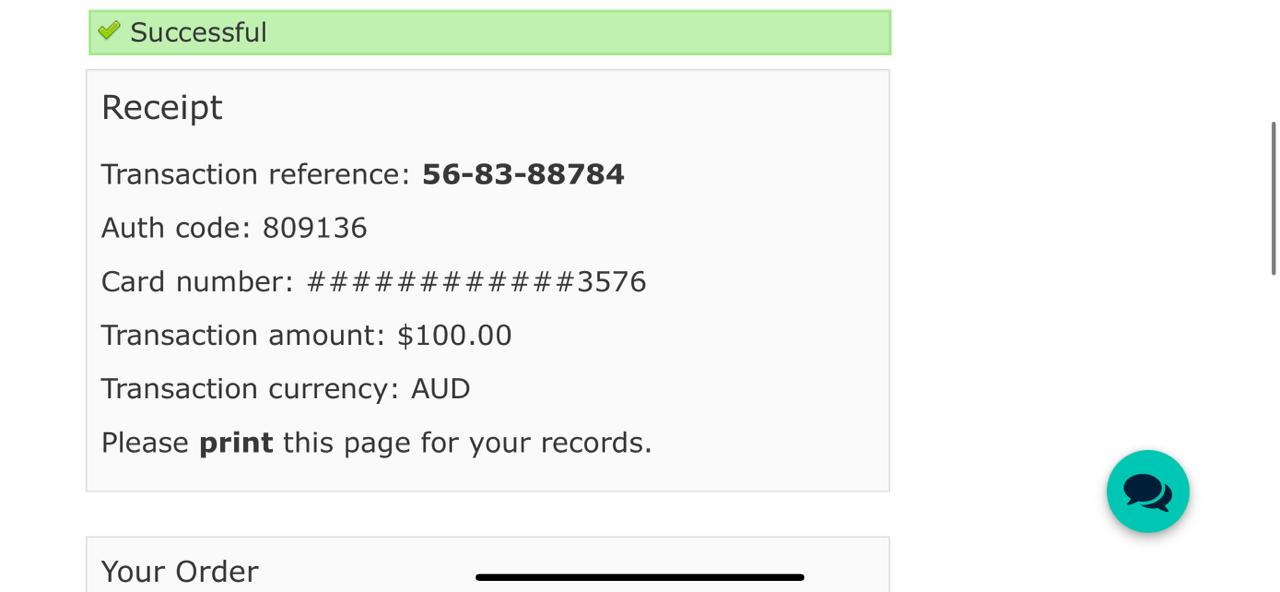 Successful
Receipt
Transaction reference: 56-83-88784
Auth code: 809136
Card number: ############3576
Transaction amount: $100.00
Transaction currency: AUD
Please print this page for your records.
Your Order